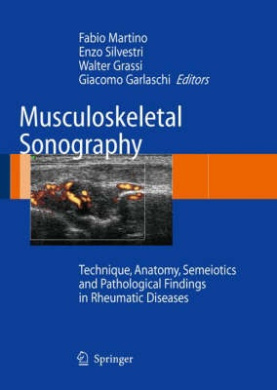 Fabio Martino
Enzo Silvestri
Walter Grassi
Giacomo Garlaschi Editors
Musculoskeletal
Sonography
Technique, Anatomy, Semeiotics
and Pathological Findings
in Rheumatic Diseases
Springer